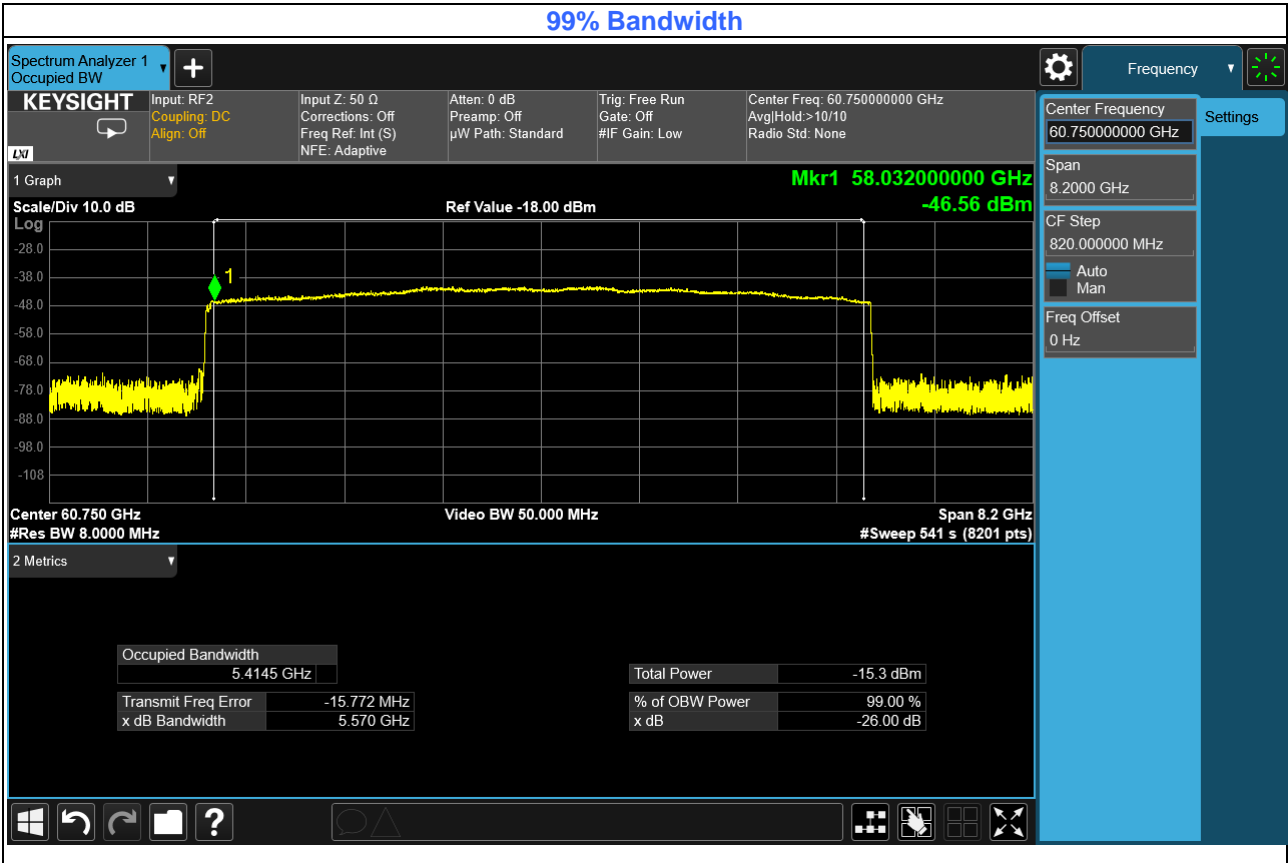 99% Bandwidth
Spectrum Analyzer 1
Occupied BW
Frequency
KEYSIGHT
LXI
Input: RF2
Coupling: DC
Align: Off
Input Z: 50 Ω
Corrections: Off
Freq Ref: Int (S)
NFE: Adaptive
Atten: 0 dB
Preamp: Off
µW Path: Standard
Trig: Free Run
Gate: Off
#IF Gain: Low
Center Freq: 60.750000000 GHz
Avg|Hold:>10/10
Radio Std: None
Center Frequency
60.750000000 GHz
Settings
Span
8.2000 GHz
CF Step
820.000000 MHz
Auto
Man
Freq Offset
0 Hz
1 Graph
Mkr1 58.032000000 GHz
-46.56 dBm
Scale/Div 10.0 dB
Ref Value -18.00 dBm
Log
-28.0
-38.0
-48.0
-58.0
-68.0
-78.0
-88.0
-98.0
-108
1
Center 60.750 GHz
#Res BW 8.0000 MHz
Video BW 50.000 MHz
Span 8.2 GHz
#Sweep 541 s (8201 pts)
2 Metrics
Occupied Bandwidth
5.4145 GHz
Transmit Freq Error -15.772 MHz
x dB Bandwidth 5.570 GHz
Total Power -15.3 dBm
% of OBW Power 99.00 %
x dB -26.00 dB
?